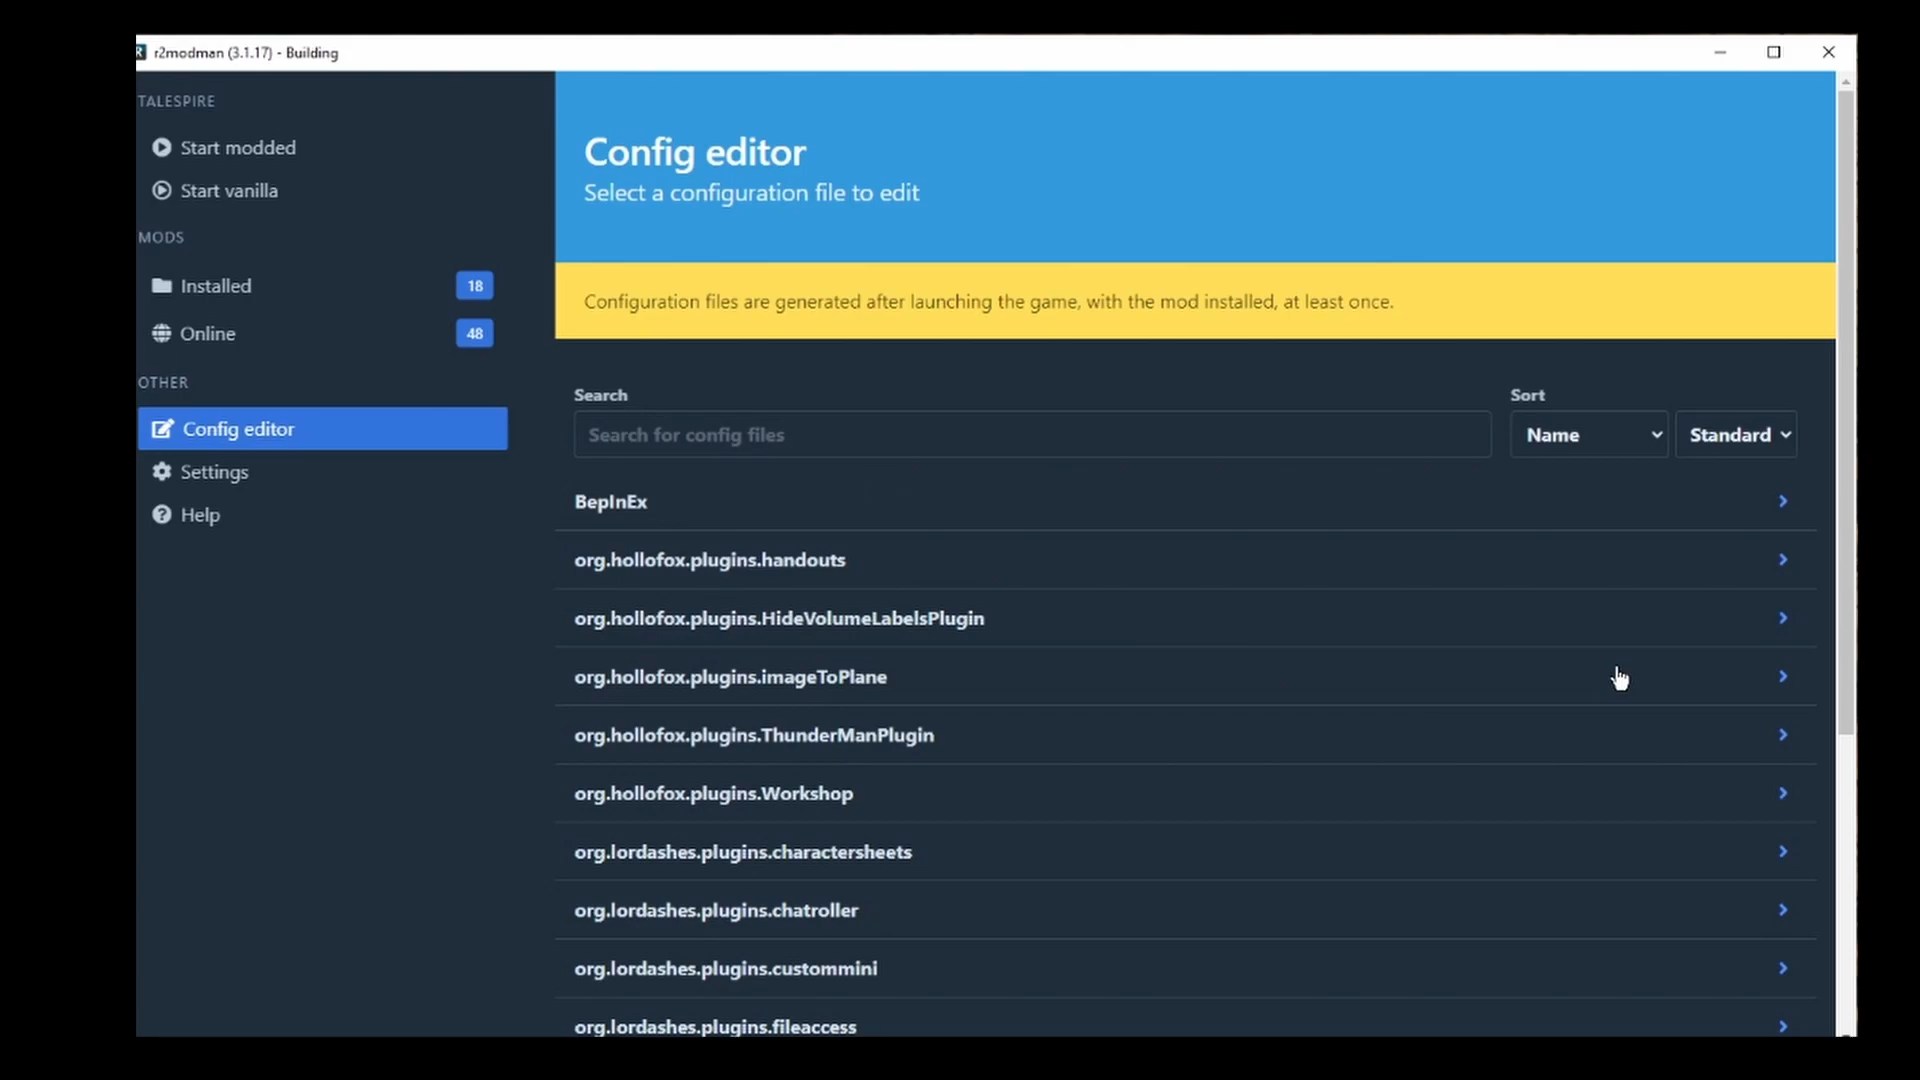 r2modman (3.1.17) - Building
TALESPIRE
Start modded
Start vanilla
MODS
Installed 18
Online 48
OTHER
Config editor
Settings
Help
Config editor
Select a configuration file to edit
Configuration files are generated after launching the game, with the mod installed, at least once.
Search
Search for config files
Sort
Name
Standard
BepInEx
org.hollofox.plugins.handouts
org.hollofox.plugins.HideVolumeLabelsPlugin
org.hollofox.plugins.imageToPlane
org.hollofox.plugins.ThunderManPlugin
org.hollofox.plugins.Workshop
org.lordashes.plugins.charactersheets
org.lordashes.plugins.chatroller
org.lordashes.plugins.custommini
org.lordashes.plugins.fileaccess